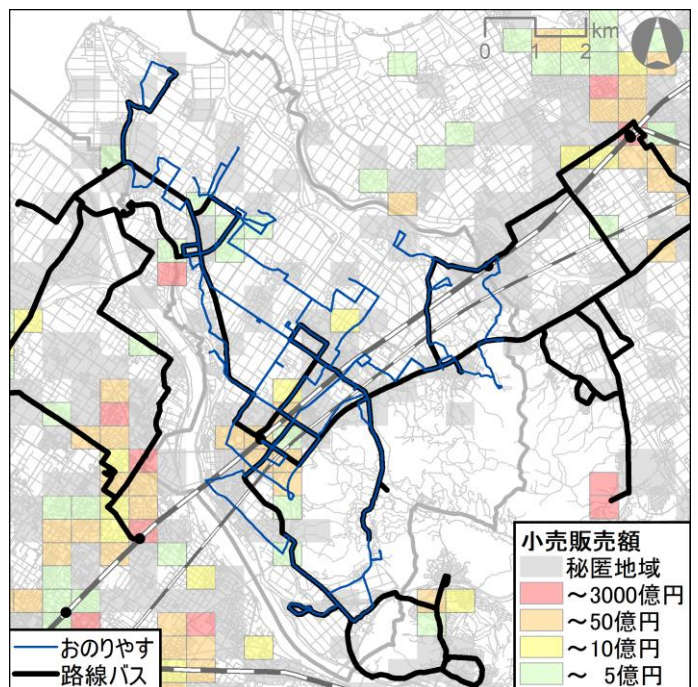 0 1 2
km
小売販売額
秘匿地域
～3000億円
～50億円
～10億円
～ 5億円
おのりやす
路線バス